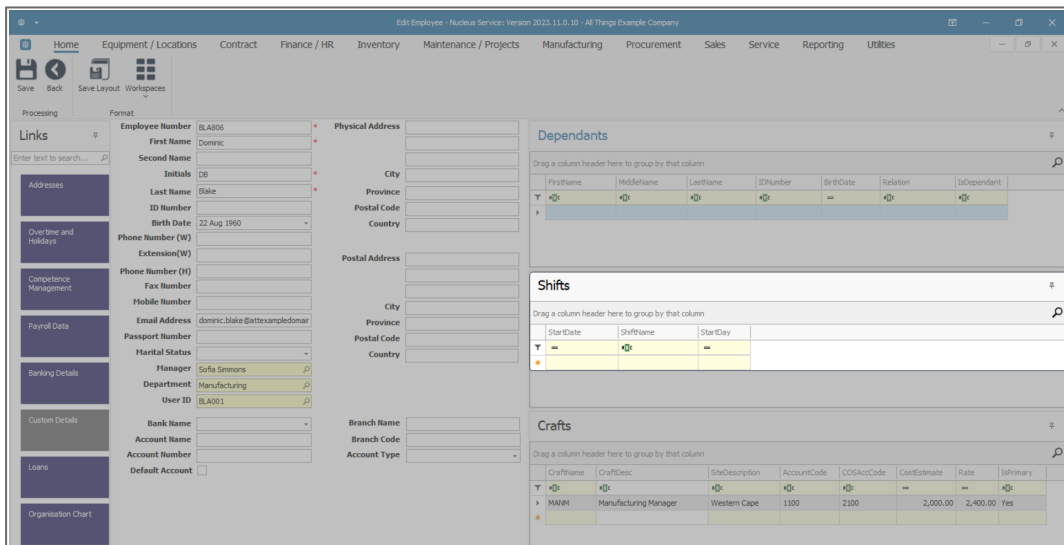 Edit Employee - Nucleus Service: Version 2023.11.0.10 - All Things Example Company
Home Equipment / Locations Contract Finance / HR Inventory Maintenance / Projects Manufacturing Procurement Sales Service Reporting Utilities
Save Back Save Layout Workspaces
Processing Format
Links
Enter text to search...
Addresses
Overtime and
Holidays
Competence
Management
Payroll Data
Banking Details
Custom Details
Loans
Organisation Chart
Employee Number BLA806 *
First Name Dominic *
Second Name
Initials DB *
Last Name Blake *
ID Number
Birth Date 22 Aug 1960
Phone Number (W)
Extension(W)
Phone Number (H)
Fax Number
Mobile Number
Email Address dominic.blake@attexampledomair
Passport Number
Marital Status
Manager Sofia Simmons
Department Manufacturing
User ID BLA001
Bank Name
Account Name
Account Number
Default Account
Physical Address
City
Province
Postal Code
Country
Postal Address
City
Province
Postal Code
Country
Branch Name
Branch Code
Account Type
Dependants
Drag a column header here to group by that column
FirstName MiddleName LastName IDNumber BirthDate Relation IsDependant
Shifts
Drag a column header here to group by that column
StartDate ShiftName StartDay
Crafts
Drag a column header here to group by that column
CraftName CraftDesc SiteDescription AccountCode COSAccCode CostEstimate Rate IsPrimary
MANM Manufacturing Manager Western Cape 1100 2100 2,000.00 2,400.00 Yes